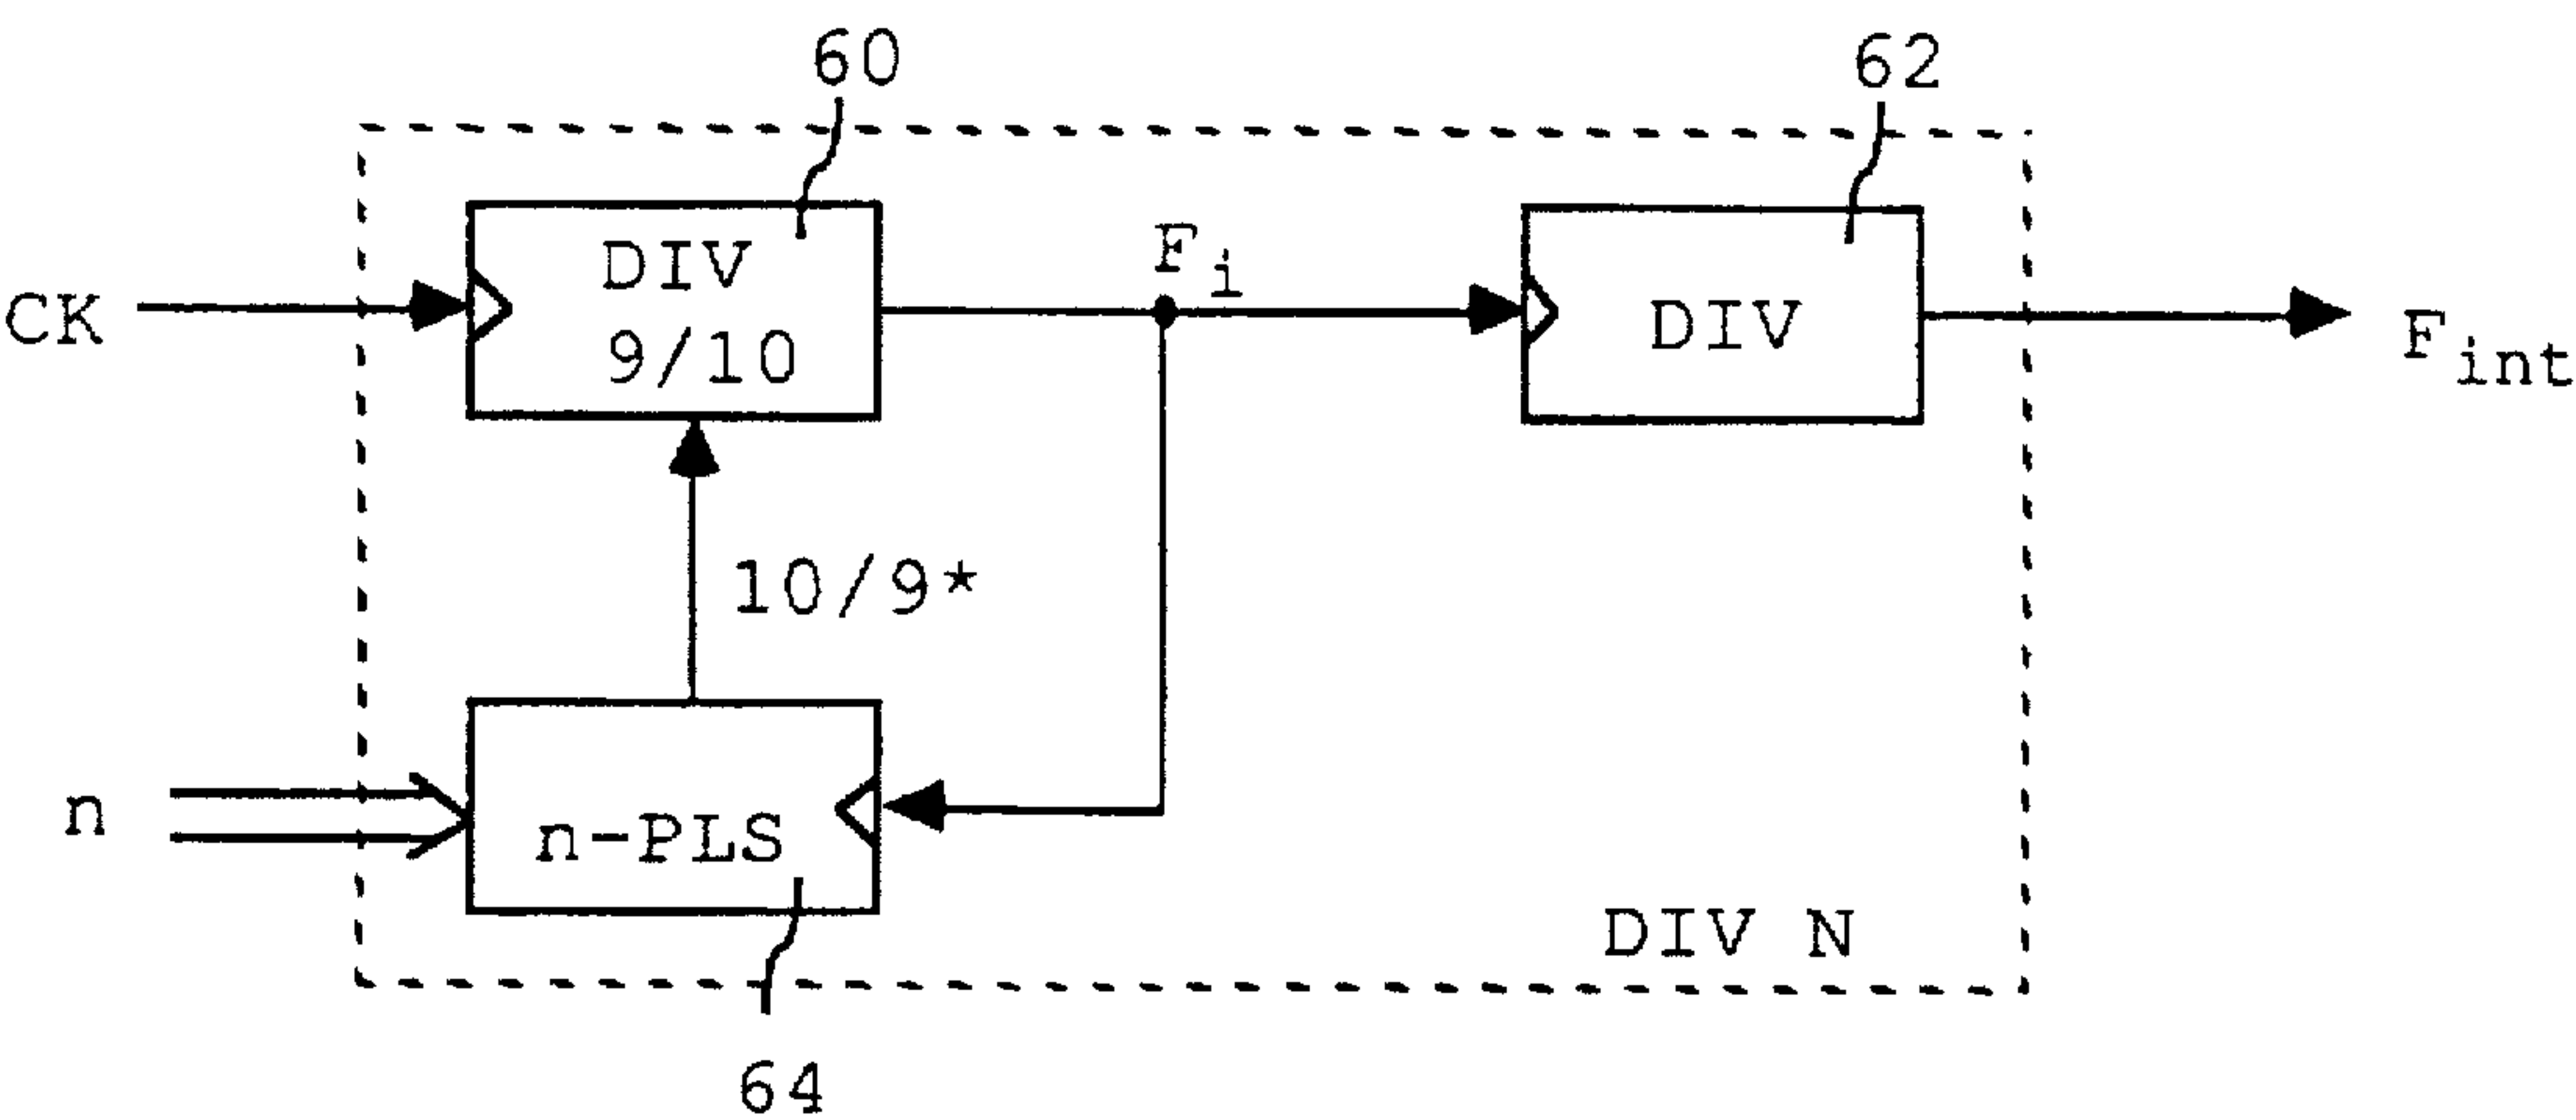 60
62
DIV
9/10
F_i
DIV
CK
F_int
10/9*
n
n-PLS
DIV N
64